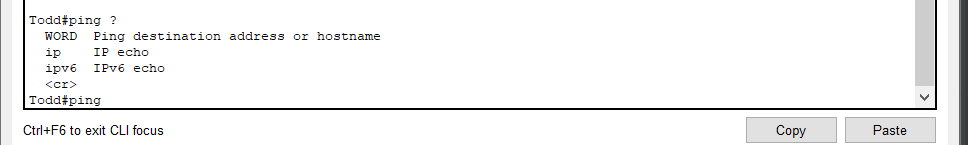 Todd#ping ?
  WORD  Ping destination address or hostname
  ip    IP echo
  ipv6  IPv6 echo
  <cr>
Todd#ping
Ctrl+F6 to exit CLI focus
Copy
Paste